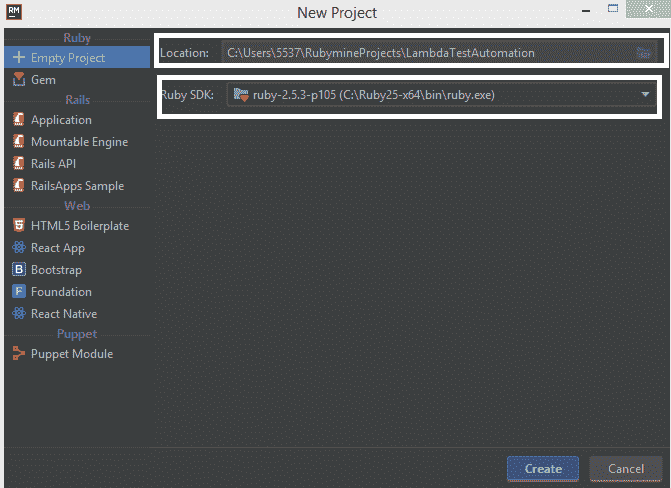 RM
New Project
Ruby
Empty Project
Gem
Rails
Application
Mountable Engine
Rails API
RailsApps Sample
Web
HTML5 Boilerplate
React App
B Bootstrap
F Foundation
React Native
Puppet
Puppet Module
Location: C:\Users\5537\RubymineProjects\LambdaTestAutomation
Ruby SDK: ruby-2.5.3-p105 (C:\Ruby25-x64\bin\ruby.exe)
Create Cancel